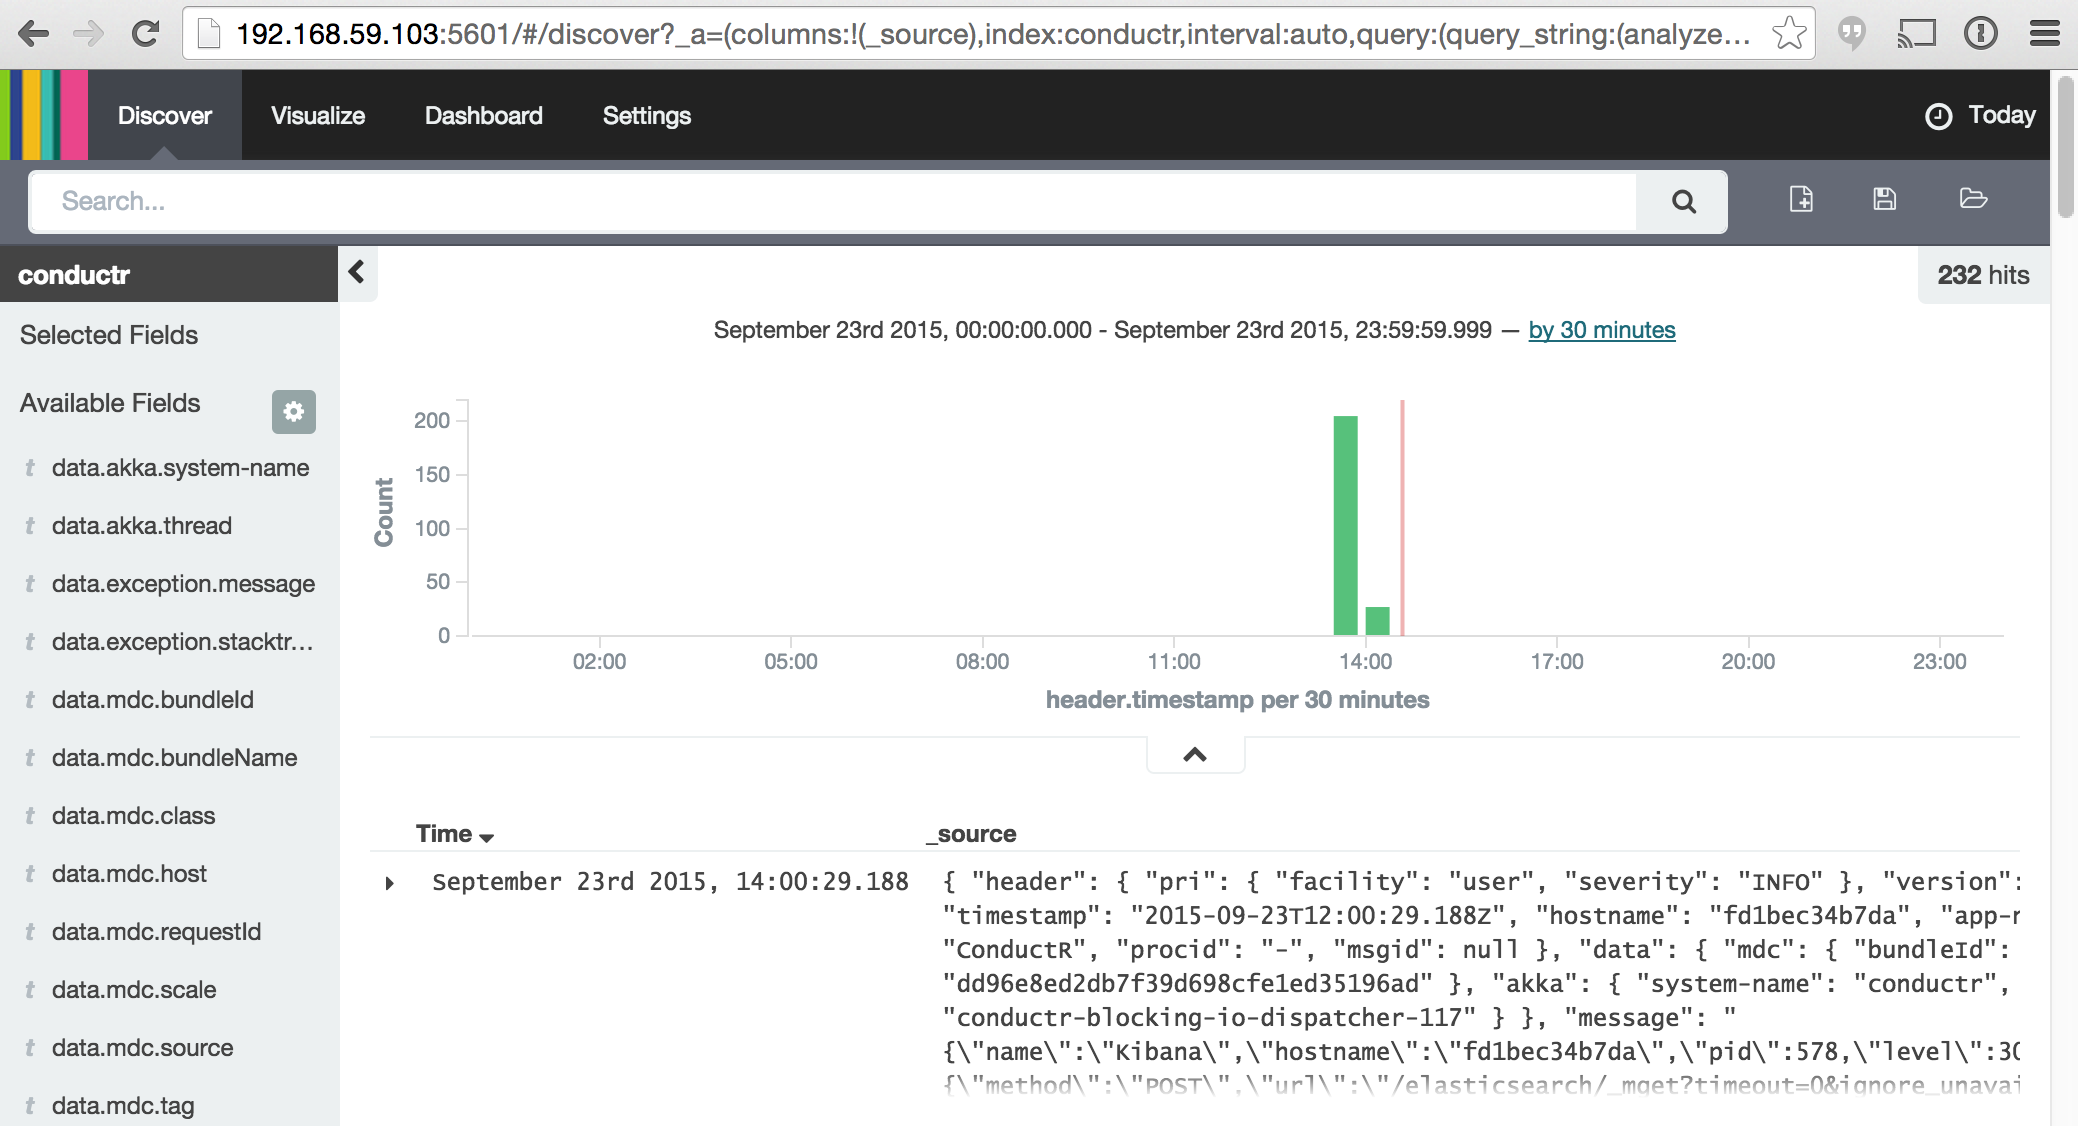 192.168.59.103:5601/#/discover?_a=(columns:!(_source),index:conductr,interval:auto,query:(query_string:(analyze...
Discover Visualize Dashboard Settings Today
Search...
conductr
232 hits
Selected Fields
September 23rd 2015, 00:00:00.000 - September 23rd 2015, 23:59:59.999 — by 30 minutes
Available Fields
t data.akka.system-name
t data.akka.thread
t data.exception.message
t data.exception.stacktr...
t data.mdc.bundleId
t data.mdc.bundleName
t data.mdc.class
t data.mdc.host
t data.mdc.requestId
t data.mdc.scale
t data.mdc.source
t data.mdc.tag
Count
200
150
100
50
0
02:00 05:00 08:00 11:00 14:00 17:00 20:00 23:00
header.timestamp per 30 minutes
Time _source
September 23rd 2015, 14:00:29.188 { "header": { "pri": { "facility": "user", "severity": "INFO" }, "version":
"timestamp": "2015-09-23T12:00:29.188Z", "hostname": "fd1bec34b7da", "app-
"ConductR", "procid": "-", "msgid": null }, "data": { "mdc": { "bundleId":
"dd96e8ed2db7f39d698cfe1ed35196ad" }, "akka": { "system-name": "conductr",
"conductr-blocking-io-dispatcher-117" } }, "message": "
{\"name\":\"Kibana\",\"hostname\":\"fd1bec34b7da\",\"pid\":578,\"level\":30
{\"method\":\"POST\",\"url\":\"/elasticsearch/_mget?timeout=0&ignore_unavai